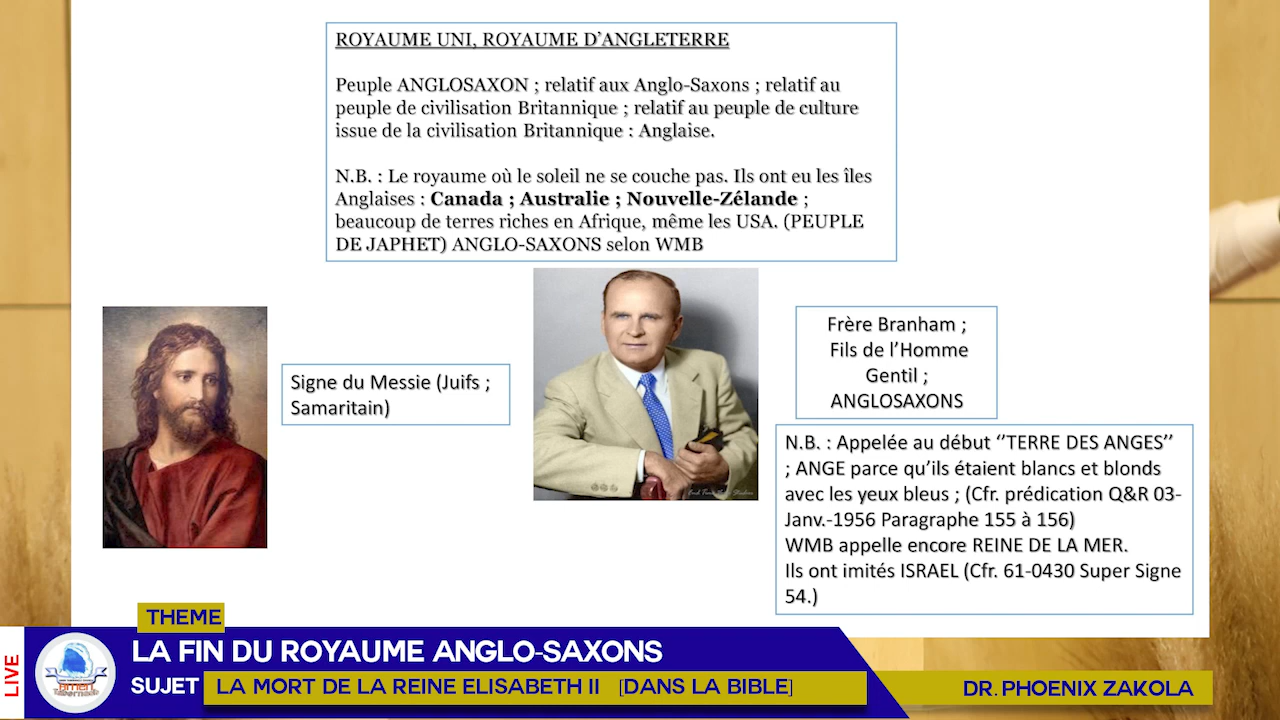 ROYAUME UNI, ROYAUME D’ANGLETERRE
Peuple ANGLOSAXON ; relatif aux Anglo-Saxons ; relatif au
peuple de civilisation Britannique ; relatif au peuple de culture
issue de la civilisation Britannique : Anglaise.
N.B. : Le royaume où le soleil ne se couche pas. Ils ont eu les îles
Anglaises : Canada ; Australie ; Nouvelle-Zélande ;
beaucoup de terres riches en Afrique, même les USA. (PEUPLE
DE JAPHET) ANGLO-SAXONS selon WMB
Signe du Messie (Juifs ;
Samaritain)
Frère Branham ;
Fils de l’Homme
Gentil ;
ANGLOSAXONS
N.B. : Appelée au début ‘’TERRE DES ANGES’’
; ANGE parce qu’ils étaient blancs et blonds
avec les yeux bleus ; (Cfr. prédication Q&R 03-
Janv.-1956 Paragraphe 155 à 156)
WMB appelle encore REINE DE LA MER.
Ils ont imités ISRAEL (Cfr. 61-0430 Super Signe
54.)
THEME
LA FIN DU ROYAUME ANGLO-SAXONS
LIVE
SUJET
LA MORT DE LA REINE ELISABETH II [DANS LA BIBLE]
DR. PHOENIX ZAKOLA